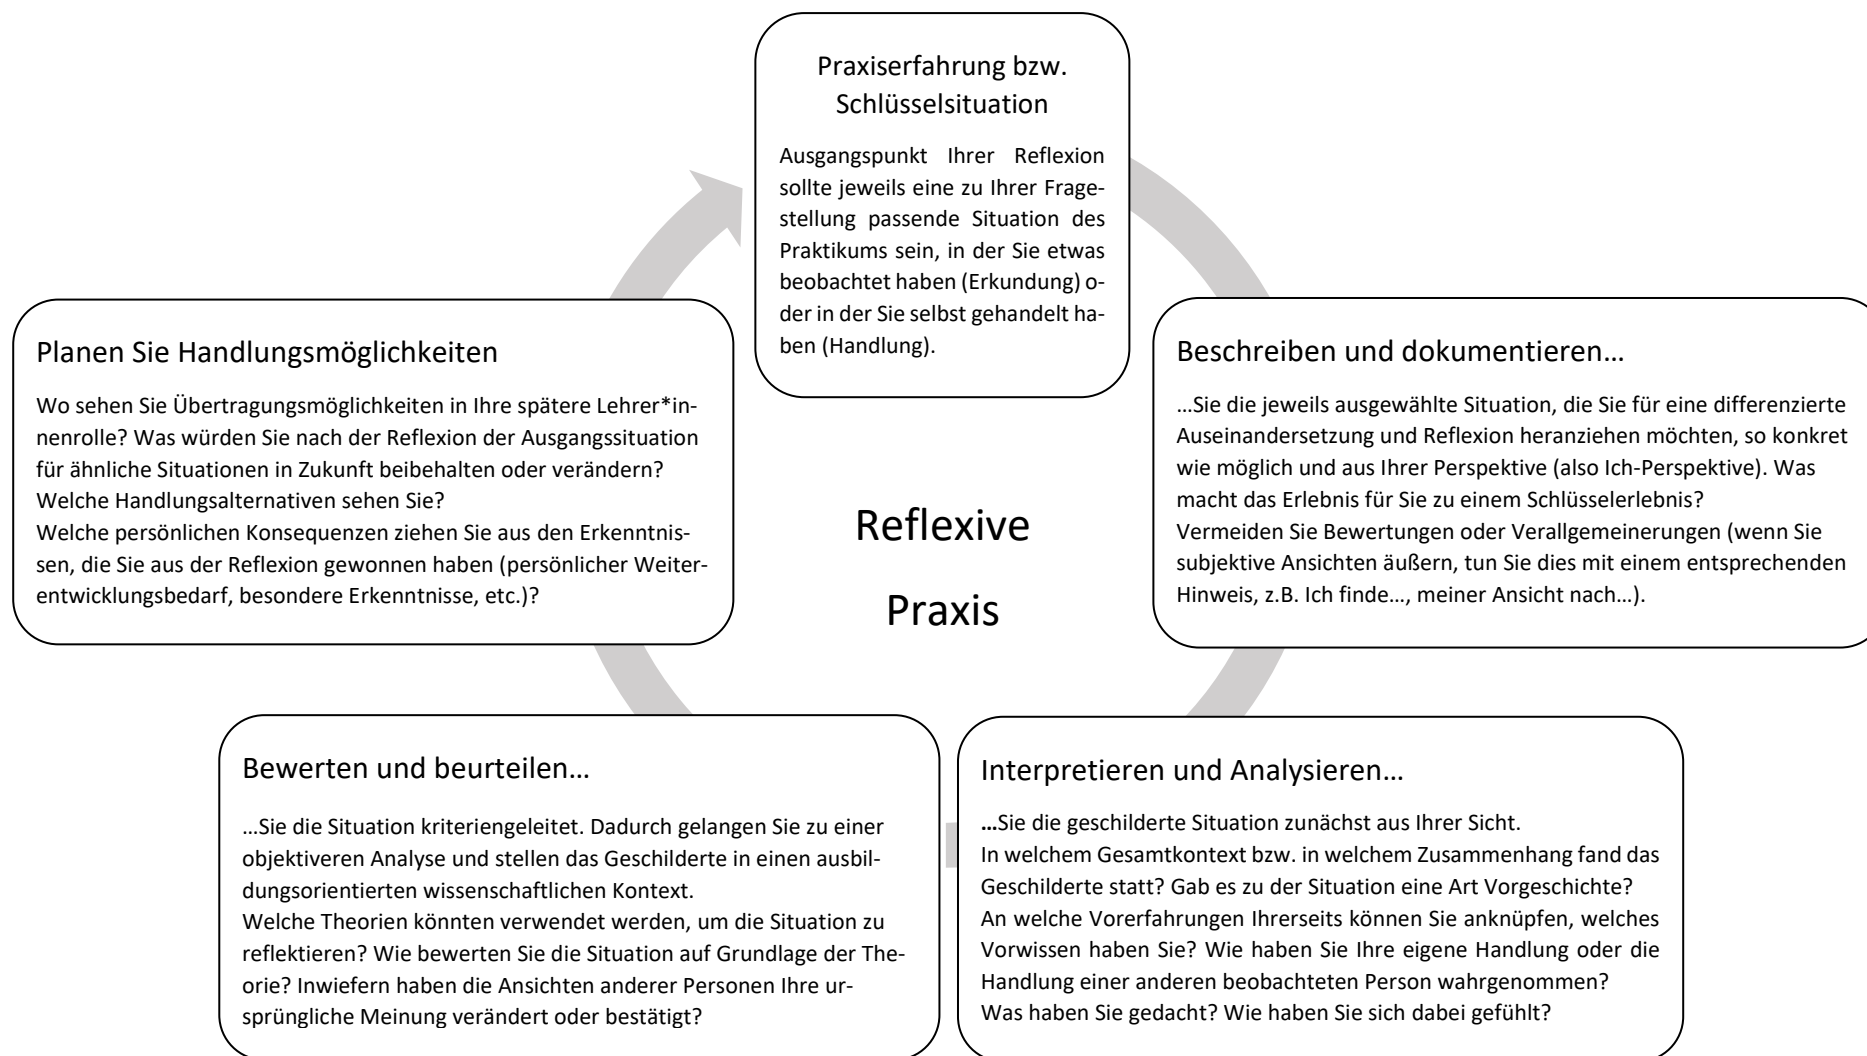 Praxiserfahrung bzw.
Schlüsselsituation
Ausgangspunkt Ihrer Reflexion
sollte jeweils eine zu Ihrer Frage-
stellung passende Situation des
Praktikums sein, in der Sie etwas
beobachtet haben (Erkundung) o-
der in der Sie selbst gehandelt ha-
ben (Handlung).
Beschreiben und dokumentieren…
…Sie die jeweils ausgewählte Situation, die Sie für eine differenzierte
Auseinandersetzung und Reflexion heranziehen möchten, so konkret
wie möglich und aus Ihrer Perspektive (also Ich-Perspektive). Was
macht das Erlebnis für Sie zu einem Schlüsselerlebnis?
Vermeiden Sie Bewertungen oder Verallgemeinerungen (wenn Sie
subjektive Ansichten äußern, tun Sie dies mit einem entsprechenden
Hinweis, z.B. Ich finde…, meiner Ansicht nach…).
Interpretieren und Analysieren…
…Sie die geschilderte Situation zunächst aus Ihrer Sicht.
In welchem Gesamtkontext bzw. in welchem Zusammenhang fand das
Geschilderte statt? Gab es zu der Situation eine Art Vorgeschichte?
An welche Vorerfahrungen Ihrerseits können Sie anknüpfen, welches
Vorwissen haben Sie? Wie haben Sie Ihre eigene Handlung oder die
Handlung einer anderen beobachteten Person wahrgenommen?
Was haben Sie gedacht? Wie haben Sie sich dabei gefühlt?
Bewerten und beurteilen…
…Sie die Situation kriteriengeleitet. Dadurch gelangen Sie zu einer
objektiveren Analyse und stellen das Geschilderte in einen ausbil-
dungsorientierten wissenschaftlichen Kontext.
Welche Theorien könnten verwendet werden, um die Situation zu
reflektieren? Wie bewerten Sie die Situation auf Grundlage der The-
orie? Inwiefern haben die Ansichten anderer Personen Ihre ur-
sprüngliche Meinung verändert oder bestätigt?
Planen Sie Handlungsmöglichkeiten
Wo sehen Sie Übertragungsmöglichkeiten in Ihre spätere Lehrer*in-
nenrolle? Was würden Sie nach der Reflexion der Ausgangssituation
für ähnliche Situationen in Zukunft beibehalten oder verändern?
Welche Handlungsalternativen sehen Sie?
Welche persönlichen Konsequenzen ziehen Sie aus den Erkenntnis-
sen, die Sie aus der Reflexion gewonnen haben (persönlicher Weiter-
entwicklungsbedarf, besondere Erkenntnisse, etc.)?
Reflexive
Praxis